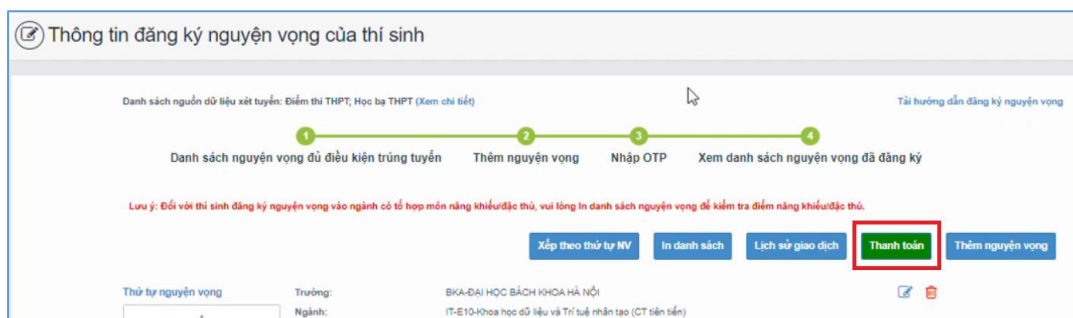 Thông tin đăng ký nguyện vọng của thí sinh
Danh sách nguồn dữ liệu xét tuyển: Điểm thi THPT; Học bạ THPT (Xem chi tiết)
Tải hướng dẫn đăng ký nguyện vọng
1 2 3 4
Danh sách nguyện vọng đủ điều kiện trúng tuyển Thêm nguyện vọng Nhập OTP Xem danh sách nguyện vọng đã đăng ký
Lưu ý: Đối với thí sinh đăng ký nguyện vọng vào ngành có tổ hợp môn năng khiếu/đặc thù, vui lòng In danh sách nguyện vọng để kiểm tra điểm năng khiếu/đặc thù.
Xếp theo thứ tự NV In danh sách Lịch sử giao dịch Thanh toán Thêm nguyện vọng
Thứ tự nguyện vọng Trường: BKA-ĐẠI HỌC BÁCH KHOA HÀ NỘI
Ngành: IT-E10-Khoa học dữ liệu và Trí tuệ nhân tạo (CT tiên tiến)